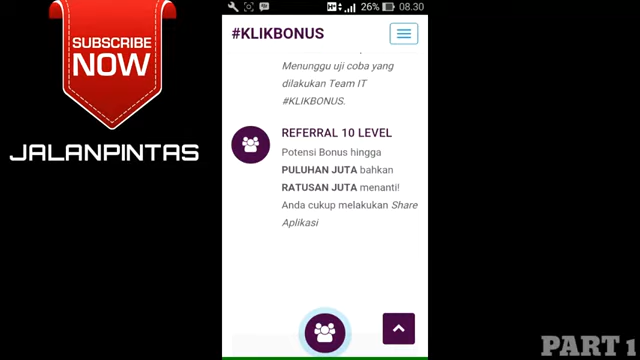 SUBSCRIBE
NOW
JALANPINTAS
26% 08.30
#KLIKBONUS
Menunggu uji coba yang
dilakukan Team IT
#KLIKBONUS.
REFERRAL 10 LEVEL
Potensi Bonus hingga
PULUHAN JUTA bahkan
RATUSAN JUTA menanti!
Anda cukup melakukan Share
Aplikasi
PART 1